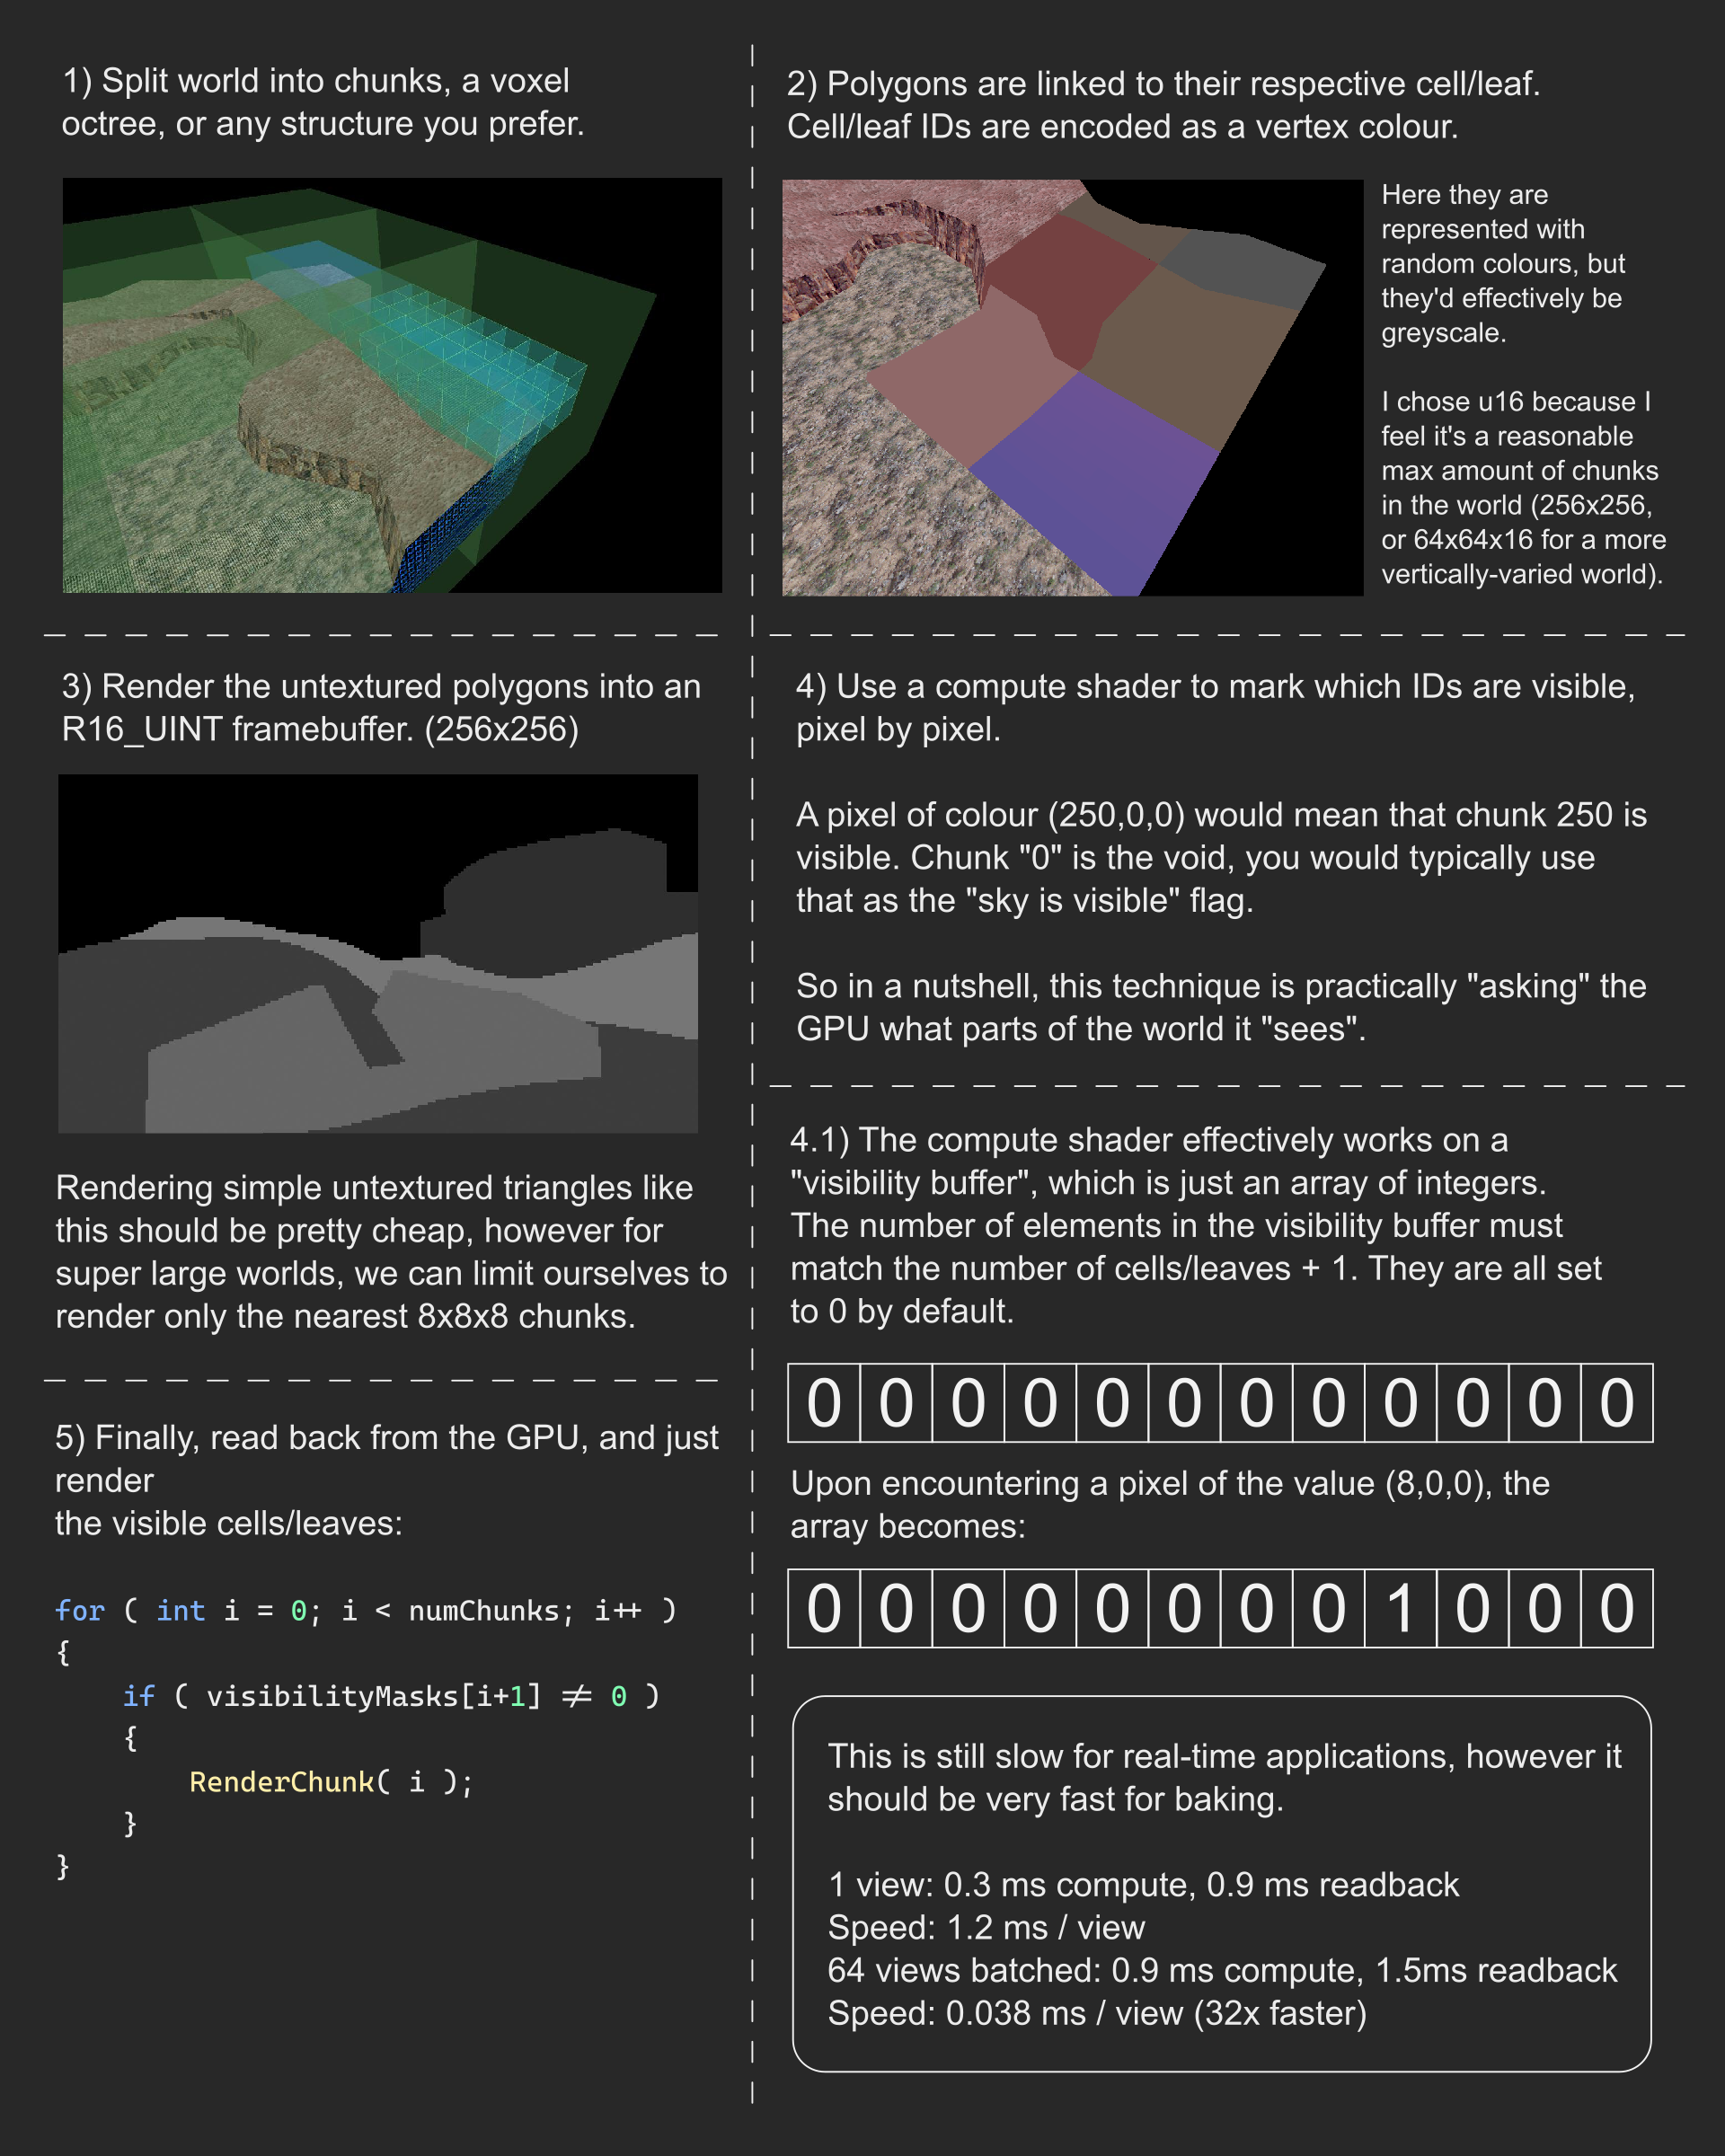 1) Split world into chunks, a voxel
octree, or any structure you prefer.
2) Polygons are linked to their respective cell/leaf.
Cell/leaf IDs are encoded as a vertex colour.
Here they are
represented with
random colours, but
they'd effectively be
greyscale.
I chose u16 because I
feel it's a reasonable
max amount of chunks
in the world (256x256,
or 64x64x16 for a more
vertically-varied world).
3) Render the untextured polygons into an
R16_UINT framebuffer. (256x256)
Rendering simple untextured triangles like
this should be pretty cheap, however for
super large worlds, we can limit ourselves to
render only the nearest 8x8x8 chunks.
4) Use a compute shader to mark which IDs are visible,
pixel by pixel.
A pixel of colour (250,0,0) would mean that chunk 250 is
visible. Chunk "0" is the void, you would typically use
that as the "sky is visible" flag.
So in a nutshell, this technique is practically "asking" the
GPU what parts of the world it "sees".
4.1) The compute shader effectively works on a
"visibility buffer", which is just an array of integers.
The number of elements in the visibility buffer must
match the number of cells/leaves + 1. They are all set
to 0 by default.
0 0 0 0 0 0 0 0 0 0 0 0
Upon encountering a pixel of the value (8,0,0), the
array becomes:
0 0 0 0 0 0 0 0 1 0 0 0
This is still slow for real-time applications, however it
should be very fast for baking.
1 view: 0.3 ms compute, 0.9 ms readback
Speed: 1.2 ms / view
64 views batched: 0.9 ms compute, 1.5ms readback
Speed: 0.038 ms / view (32x faster)
5) Finally, read back from the GPU, and just
render
the visible cells/leaves:
for ( int i = 0; i < numChunks; i++ )
{
if ( visibilityMasks[i+1] ≠ 0 )
{
RenderChunk( i );
}
}